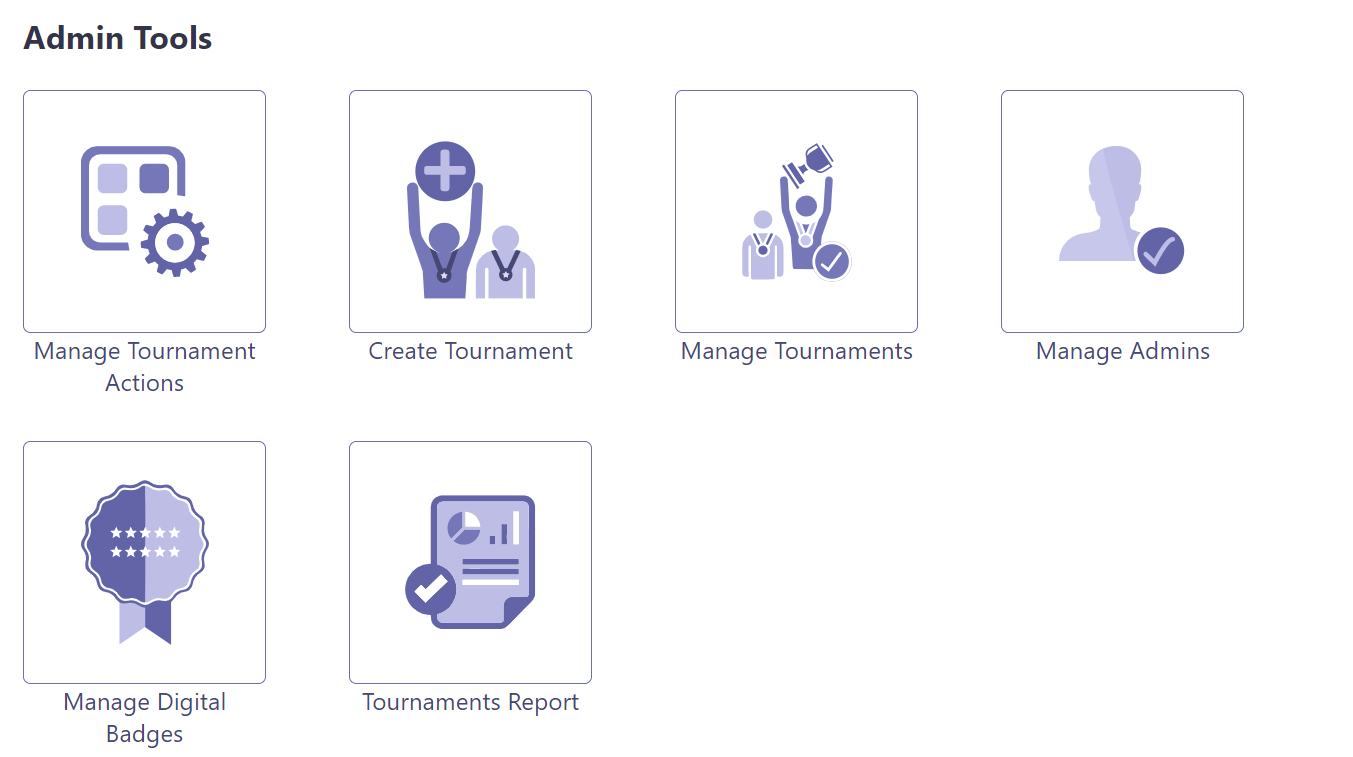 Admin Tools
Manage Tournament
Actions
Create Tournament
Manage Tournaments
Manage Admins
Manage Digital
Badges
Tournaments Report